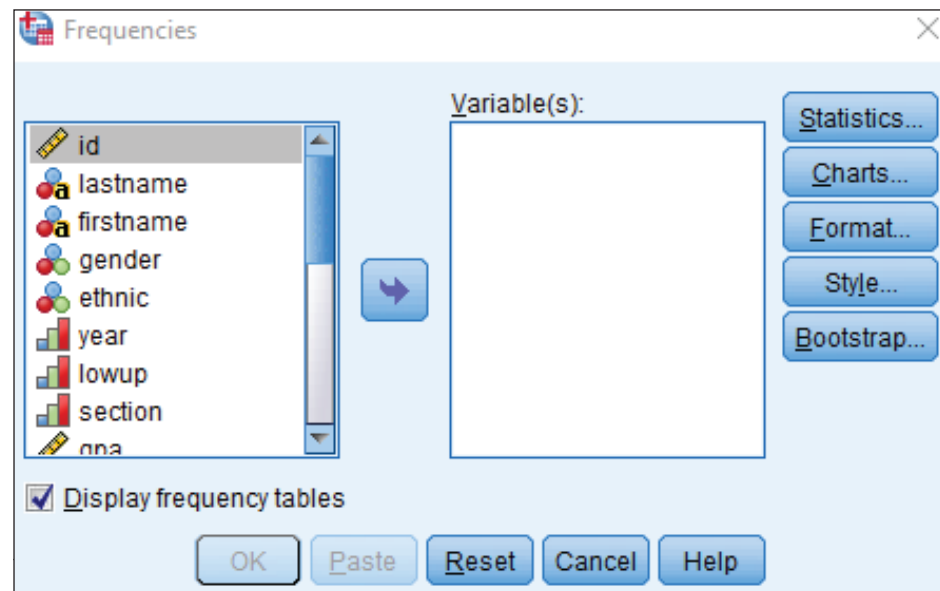 Frequencies
Variable(s):
id
lastname
firstname
gender
ethnic
year
lowup
section
gpa
Statistics...
Charts...
Format...
Style...
Bootstrap...
Display frequency tables
OK Paste Reset Cancel Help